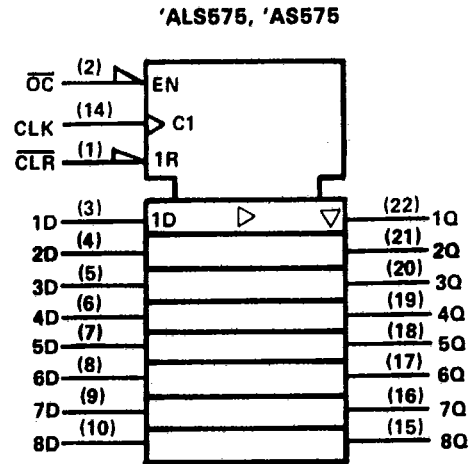 'ALS575, 'AS575
OC (2) EN
CLK (14) C1
CLR (1) 1R
1D (3) 1D (22) 1Q
2D (4) (21) 2Q
3D (5) (20) 3Q
4D (6) (19) 4Q
5D (7) (18) 5Q
6D (8) (17) 6Q
7D (9) (16) 7Q
8D (10) (15) 8Q